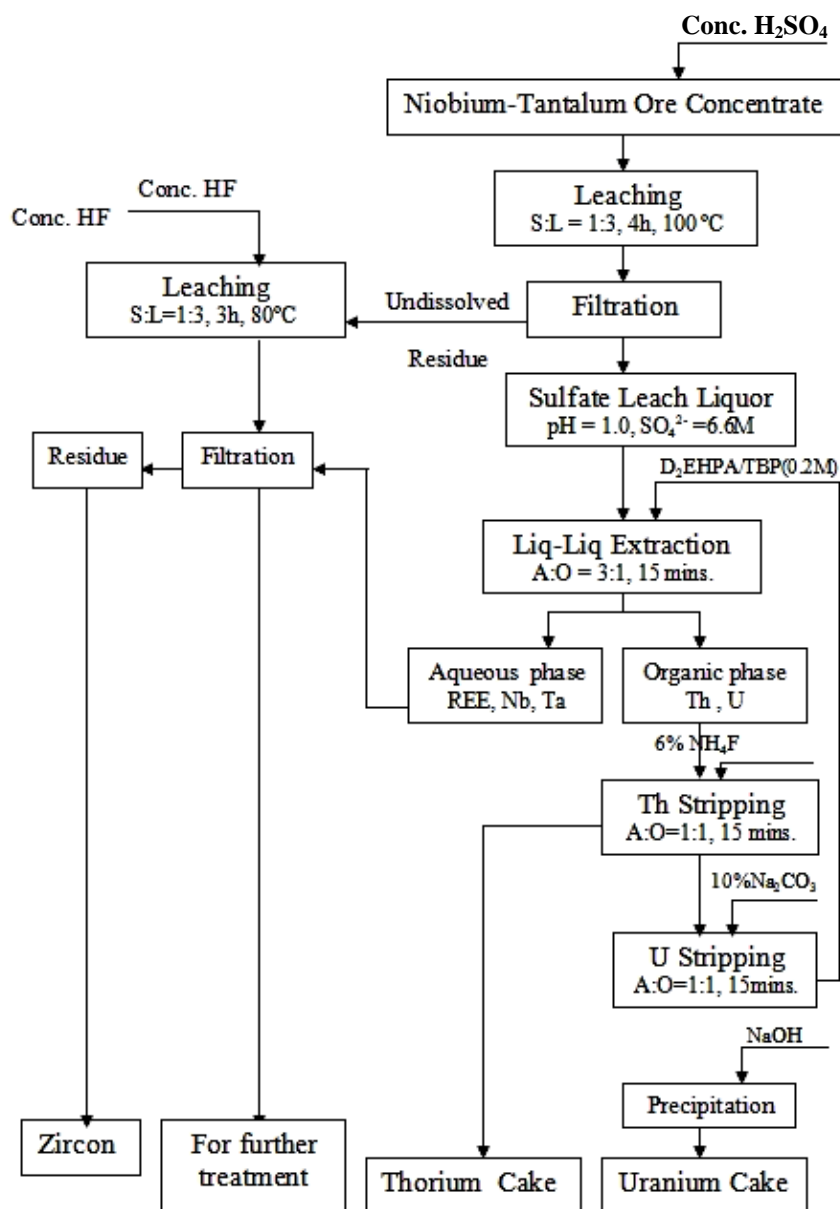 Conc. H₂SO₄
Niobium-Tantalum Ore Concentrate
Leaching
S:L = 1:3, 4h, 100 ºC
Conc. HF
Conc. HF
Leaching
S:L=1:3, 3h, 80ºC
Undissolved
Residue
Filtration
Sulfate Leach Liquor
pH = 1.0, SO₄²⁻ =6.6M
Residue
Filtration
D₂EHPA/TBP(0.2M)
Liq-Liq Extraction
A:O = 3:1, 15 mins.
Aqueous phase
REE, Nb, Ta
Organic phase
Th , U
6% NH₄F
Th Stripping
A:O=1:1, 15 mins.
10%Na₂CO₃
U Stripping
A:O=1:1, 15mins.
NaOH
Precipitation
Zircon
For further
treatment
Thorium Cake
Uranium Cake